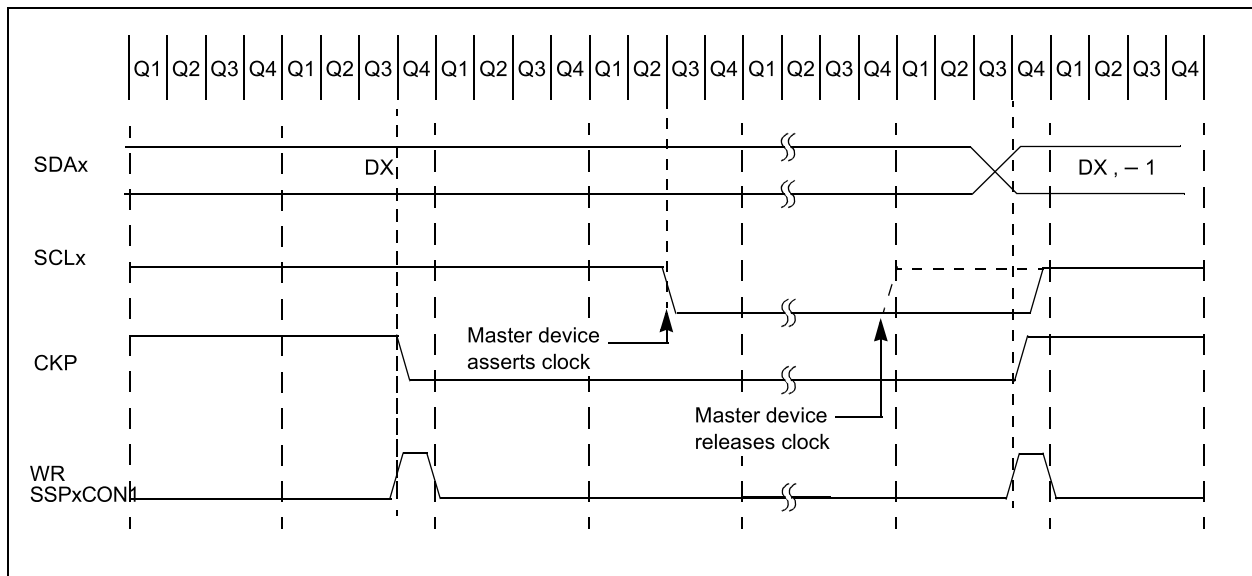 Q1 Q2 Q3 Q4 Q1 Q2 Q3 Q4 Q1 Q2 Q3 Q4 Q1 Q2 Q3 Q4 Q1 Q2 Q3 Q4 Q1 Q2 Q3 Q4 Q1 Q2 Q3 Q4
SDAx
DX
DX , – 1
SCLx
Master device
asserts clock
CKP
Master device
releases clock
WR
SSPxCON1